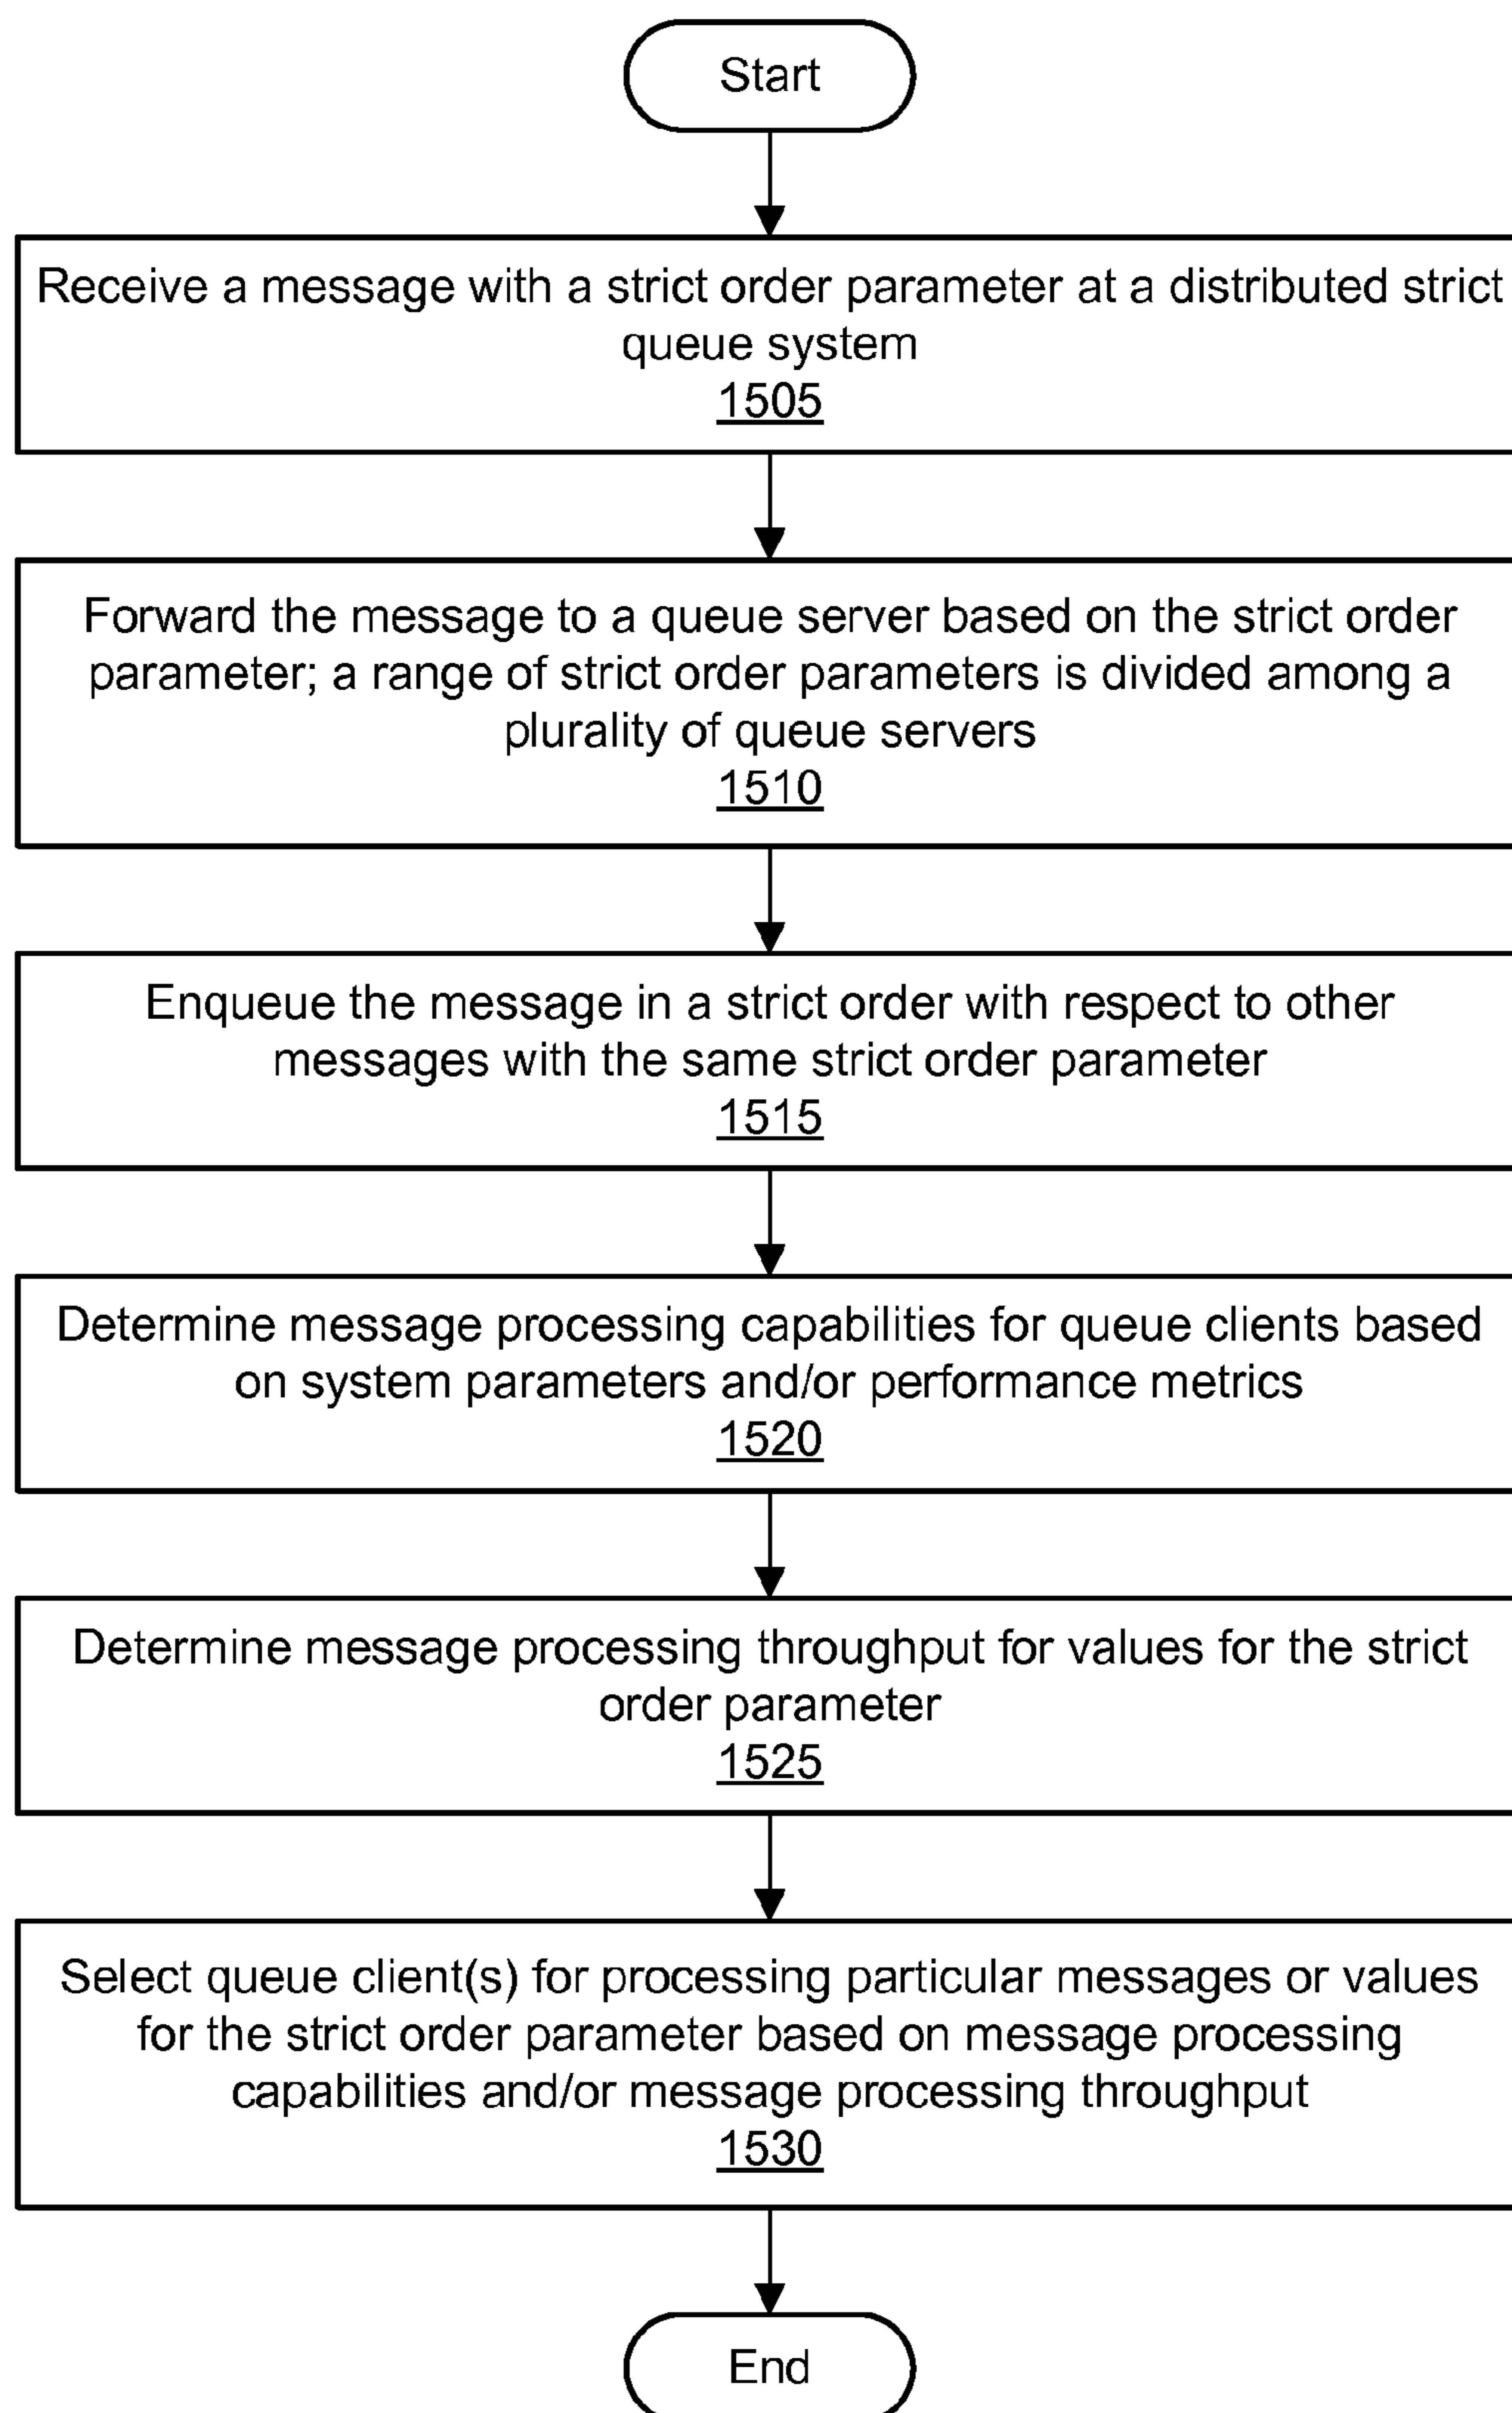 Start
Receive a message with a strict order parameter at a distributed strict
queue system
1505
Forward the message to a queue server based on the strict order
parameter; a range of strict order parameters is divided among a
plurality of queue servers
1510
Enqueue the message in a strict order with respect to other
messages with the same strict order parameter
1515
Determine message processing capabilities for queue clients based
on system parameters and/or performance metrics
1520
Determine message processing throughput for values for the strict
order parameter
1525
Select queue client(s) for processing particular messages or values
for the strict order parameter based on message processing
capabilities and/or message processing throughput
1530
End